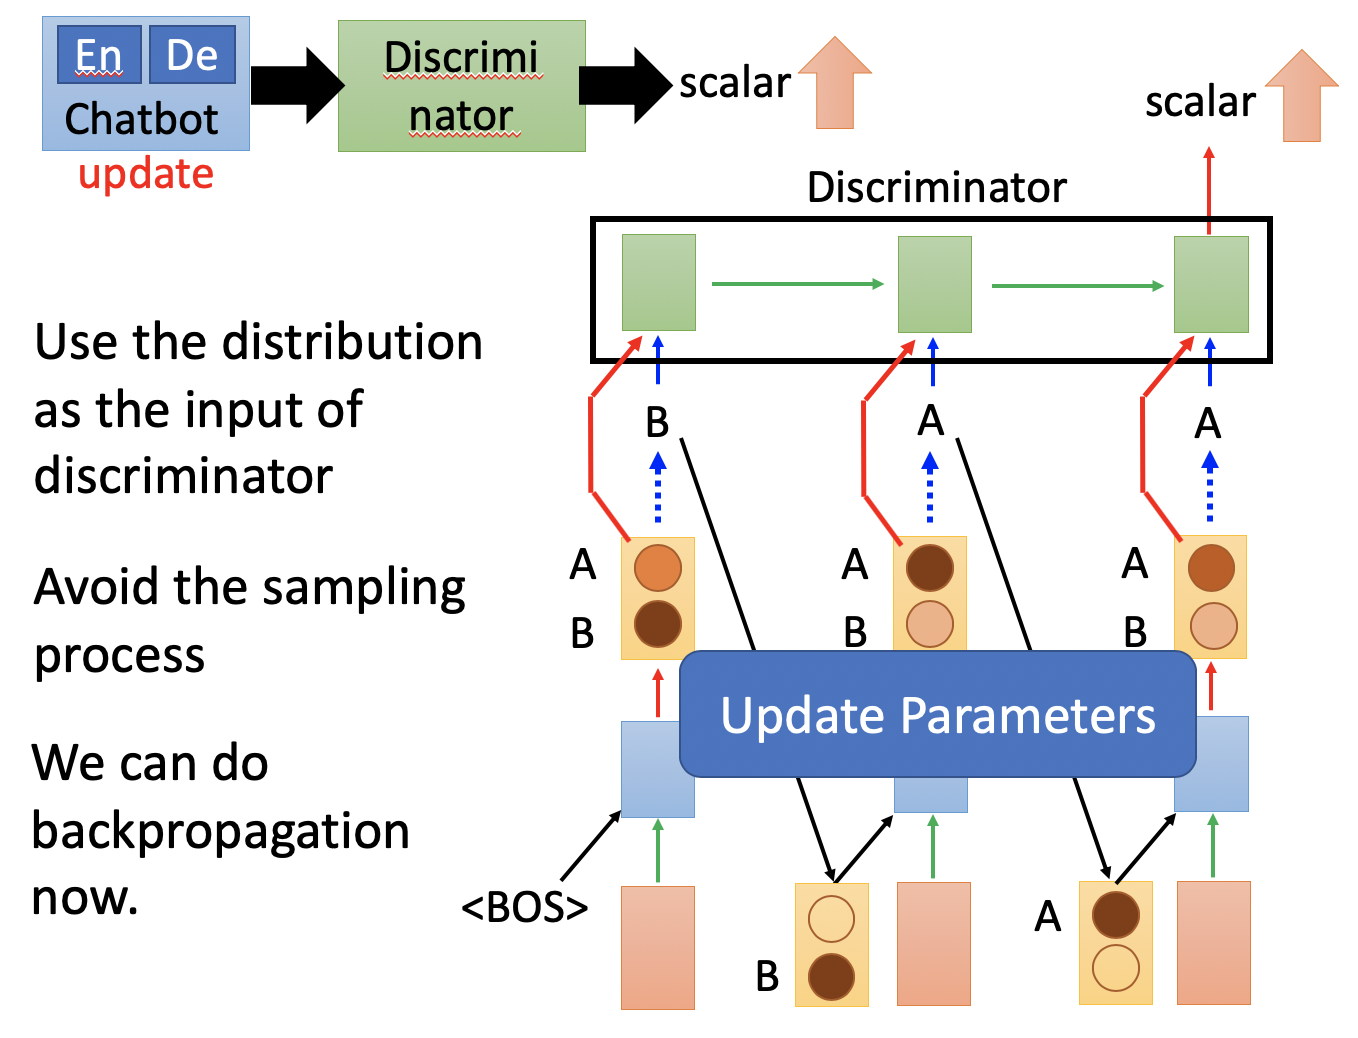 En De
Chatbot
update
Discrimi
nator
scalar
scalar
Discriminator
Use the distribution
as the input of
discriminator
Avoid the sampling
process
We can do
backpropagation
now.
B A A
A A A
B B B
Update Parameters
<BOS>
B
A